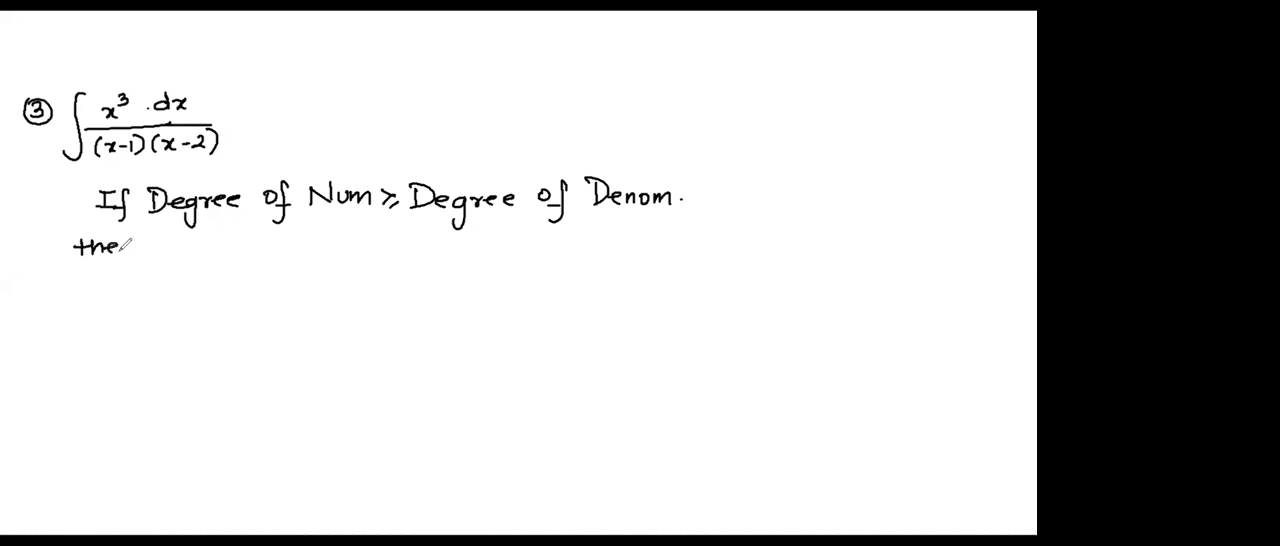 ③ ∫ x³ . dx / (x-1)(x-2)
If Degree of Num ⩾ Degree of Denom.
the